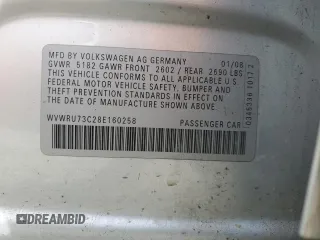 MFD BY VOLKSWAGEN AG GERMANY 01/08
GVWR 5182 GAWR FRONT 2602 / REAR 2690 LBS
THIS VEHICLE CONFORMS TO ALL APPLICABLE U.S.
FEDERAL MOTOR VEHICLE SAFETY, BUMPER AND
THEFT PREVENTION STANDARDS IN EFFECT ON THE
DATE OF MANUFACTURE SHOWN ABOVE
WVWRU73C28E160258 PASSENGER CAR
DREAMBID